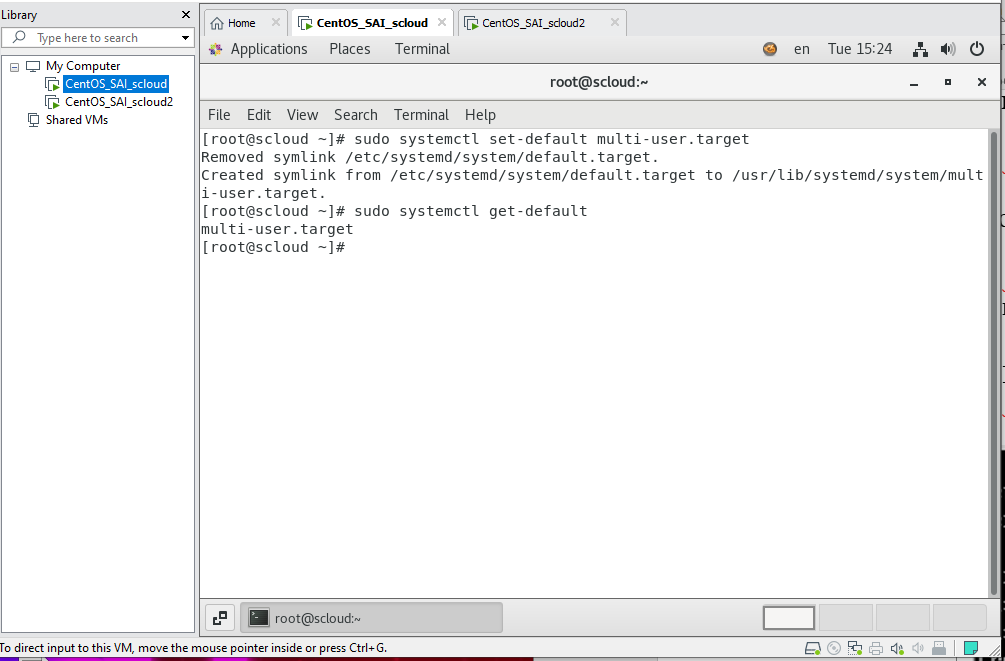 Library
Type here to search
My Computer
CentOS_SAI_scloud
CentOS_SAI_scloud2
Shared VMs
Home
CentOS_SAI_scloud
CentOS_SAI_scloud2
Applications Places Terminal en Tue 15:24
root@scloud:~
File Edit View Search Terminal Help
[root@scloud ~]# sudo systemctl set-default multi-user.target
Removed symlink /etc/systemd/system/default.target.
Created symlink from /etc/systemd/system/default.target to /usr/lib/systemd/system/mult
i-user.target.
[root@scloud ~]# sudo systemctl get-default
multi-user.target
[root@scloud ~]#
root@scloud:~
To direct input to this VM, move the mouse pointer inside or press Ctrl+G.